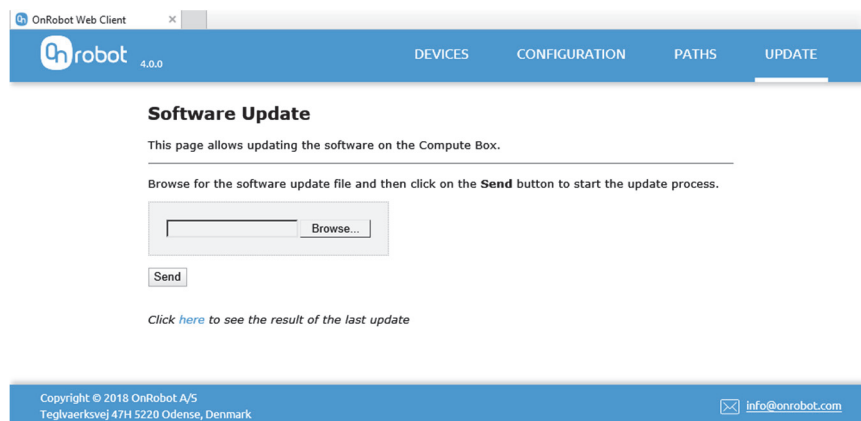 OnRobot Web Client
OnRobot 4.0.0 DEVICES CONFIGURATION PATHS UPDATE
Software Update
This page allows updating the software on the Compute Box.
Browse for the software update file and then click on the Send button to start the update process.
Browse...
Send
Click here to see the result of the last update
Copyright © 2018 OnRobot A/S
Teglvaerksvej 47H 5220 Odense, Denmark
info@onrobot.com